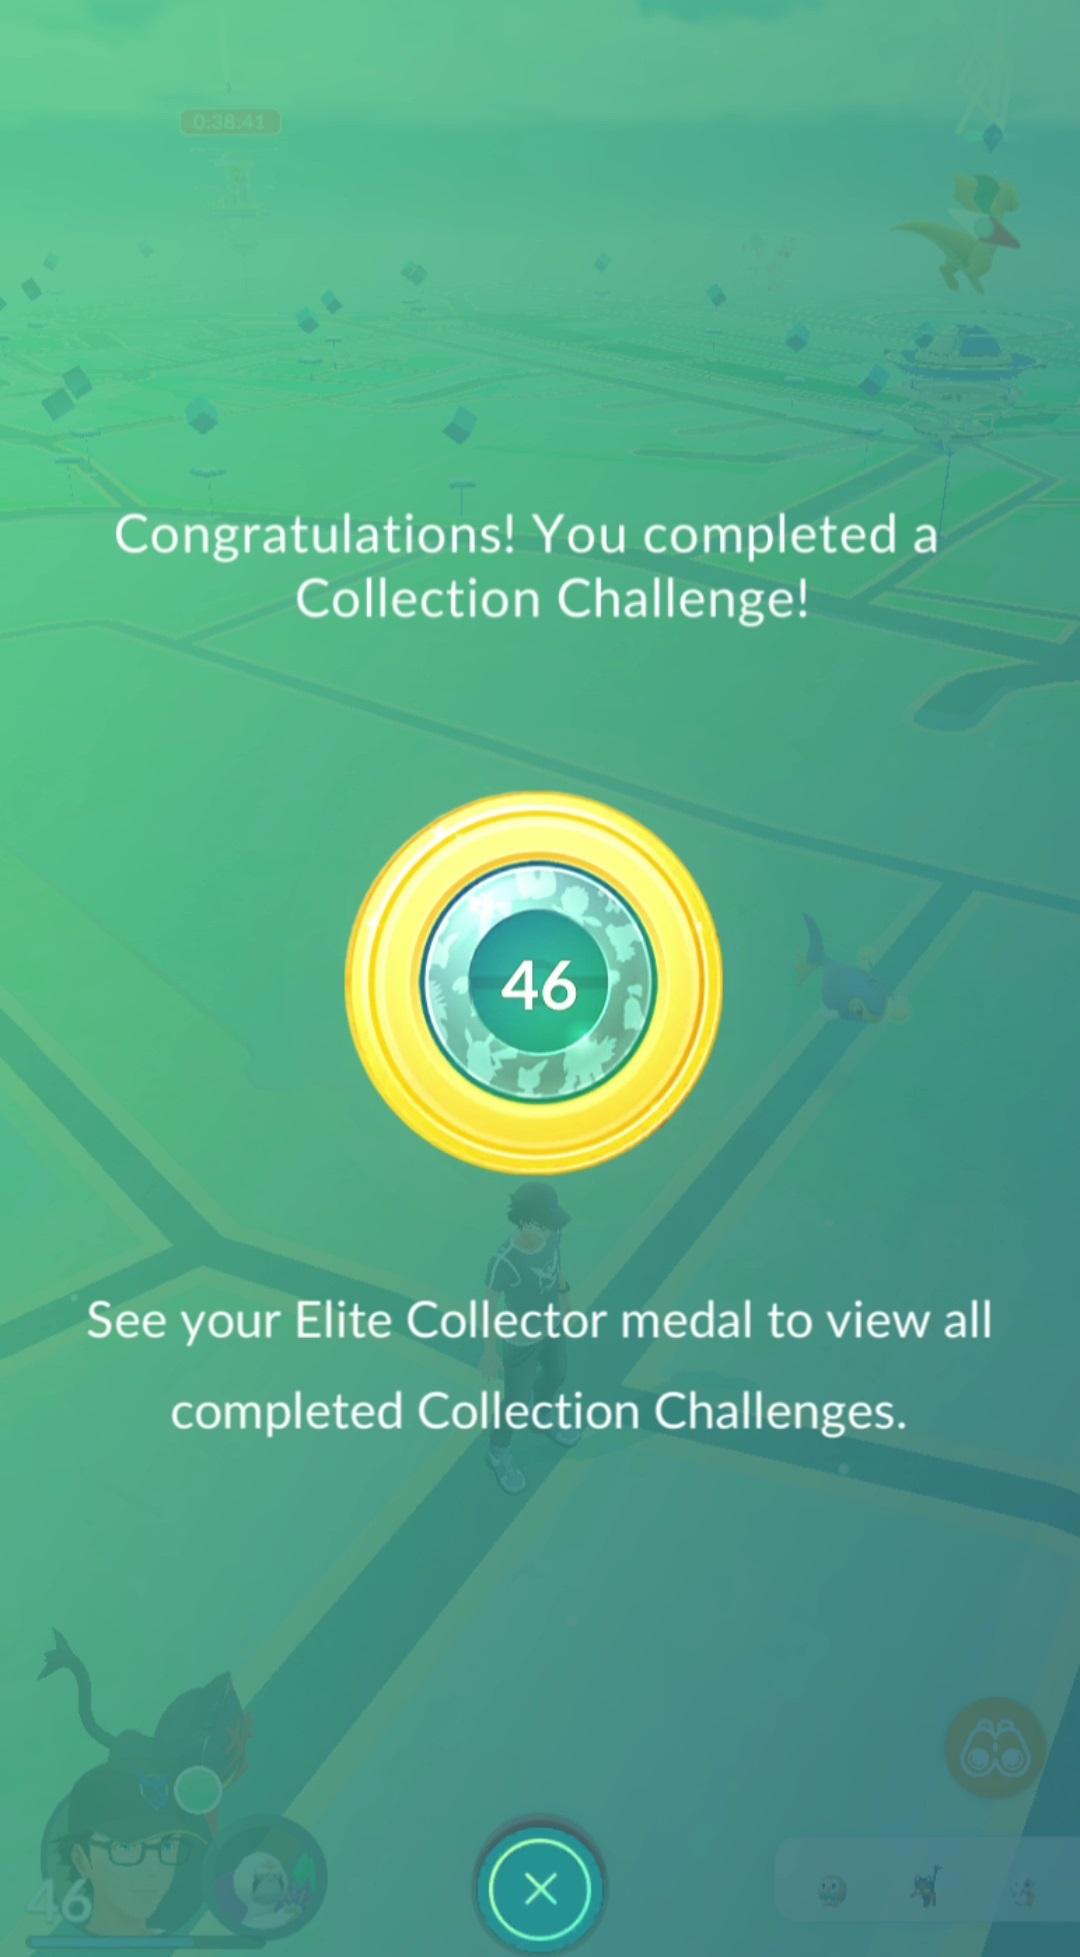 0:38:41
Congratulations! You completed a
Collection Challenge!
46
See your Elite Collector medal to view all
completed Collection Challenges.
46